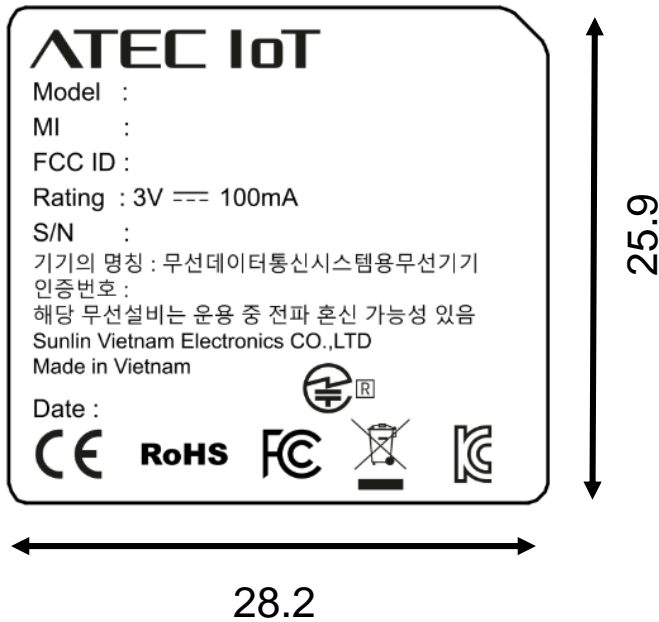 ATEC IoT
Model :
MI :
FCC ID :
Rating : 3V ⎓ 100mA
S/N :
기기의 명칭 : 무선데이터통신시스템용무선기기
인증번호 :
해당 무선설비는 운용 중 전파 혼신 가능성 있음
Sunlin Vietnam Electronics CO.,LTD
Made in Vietnam
R
Date :
CE RoHS FC KC
25.9
28.2